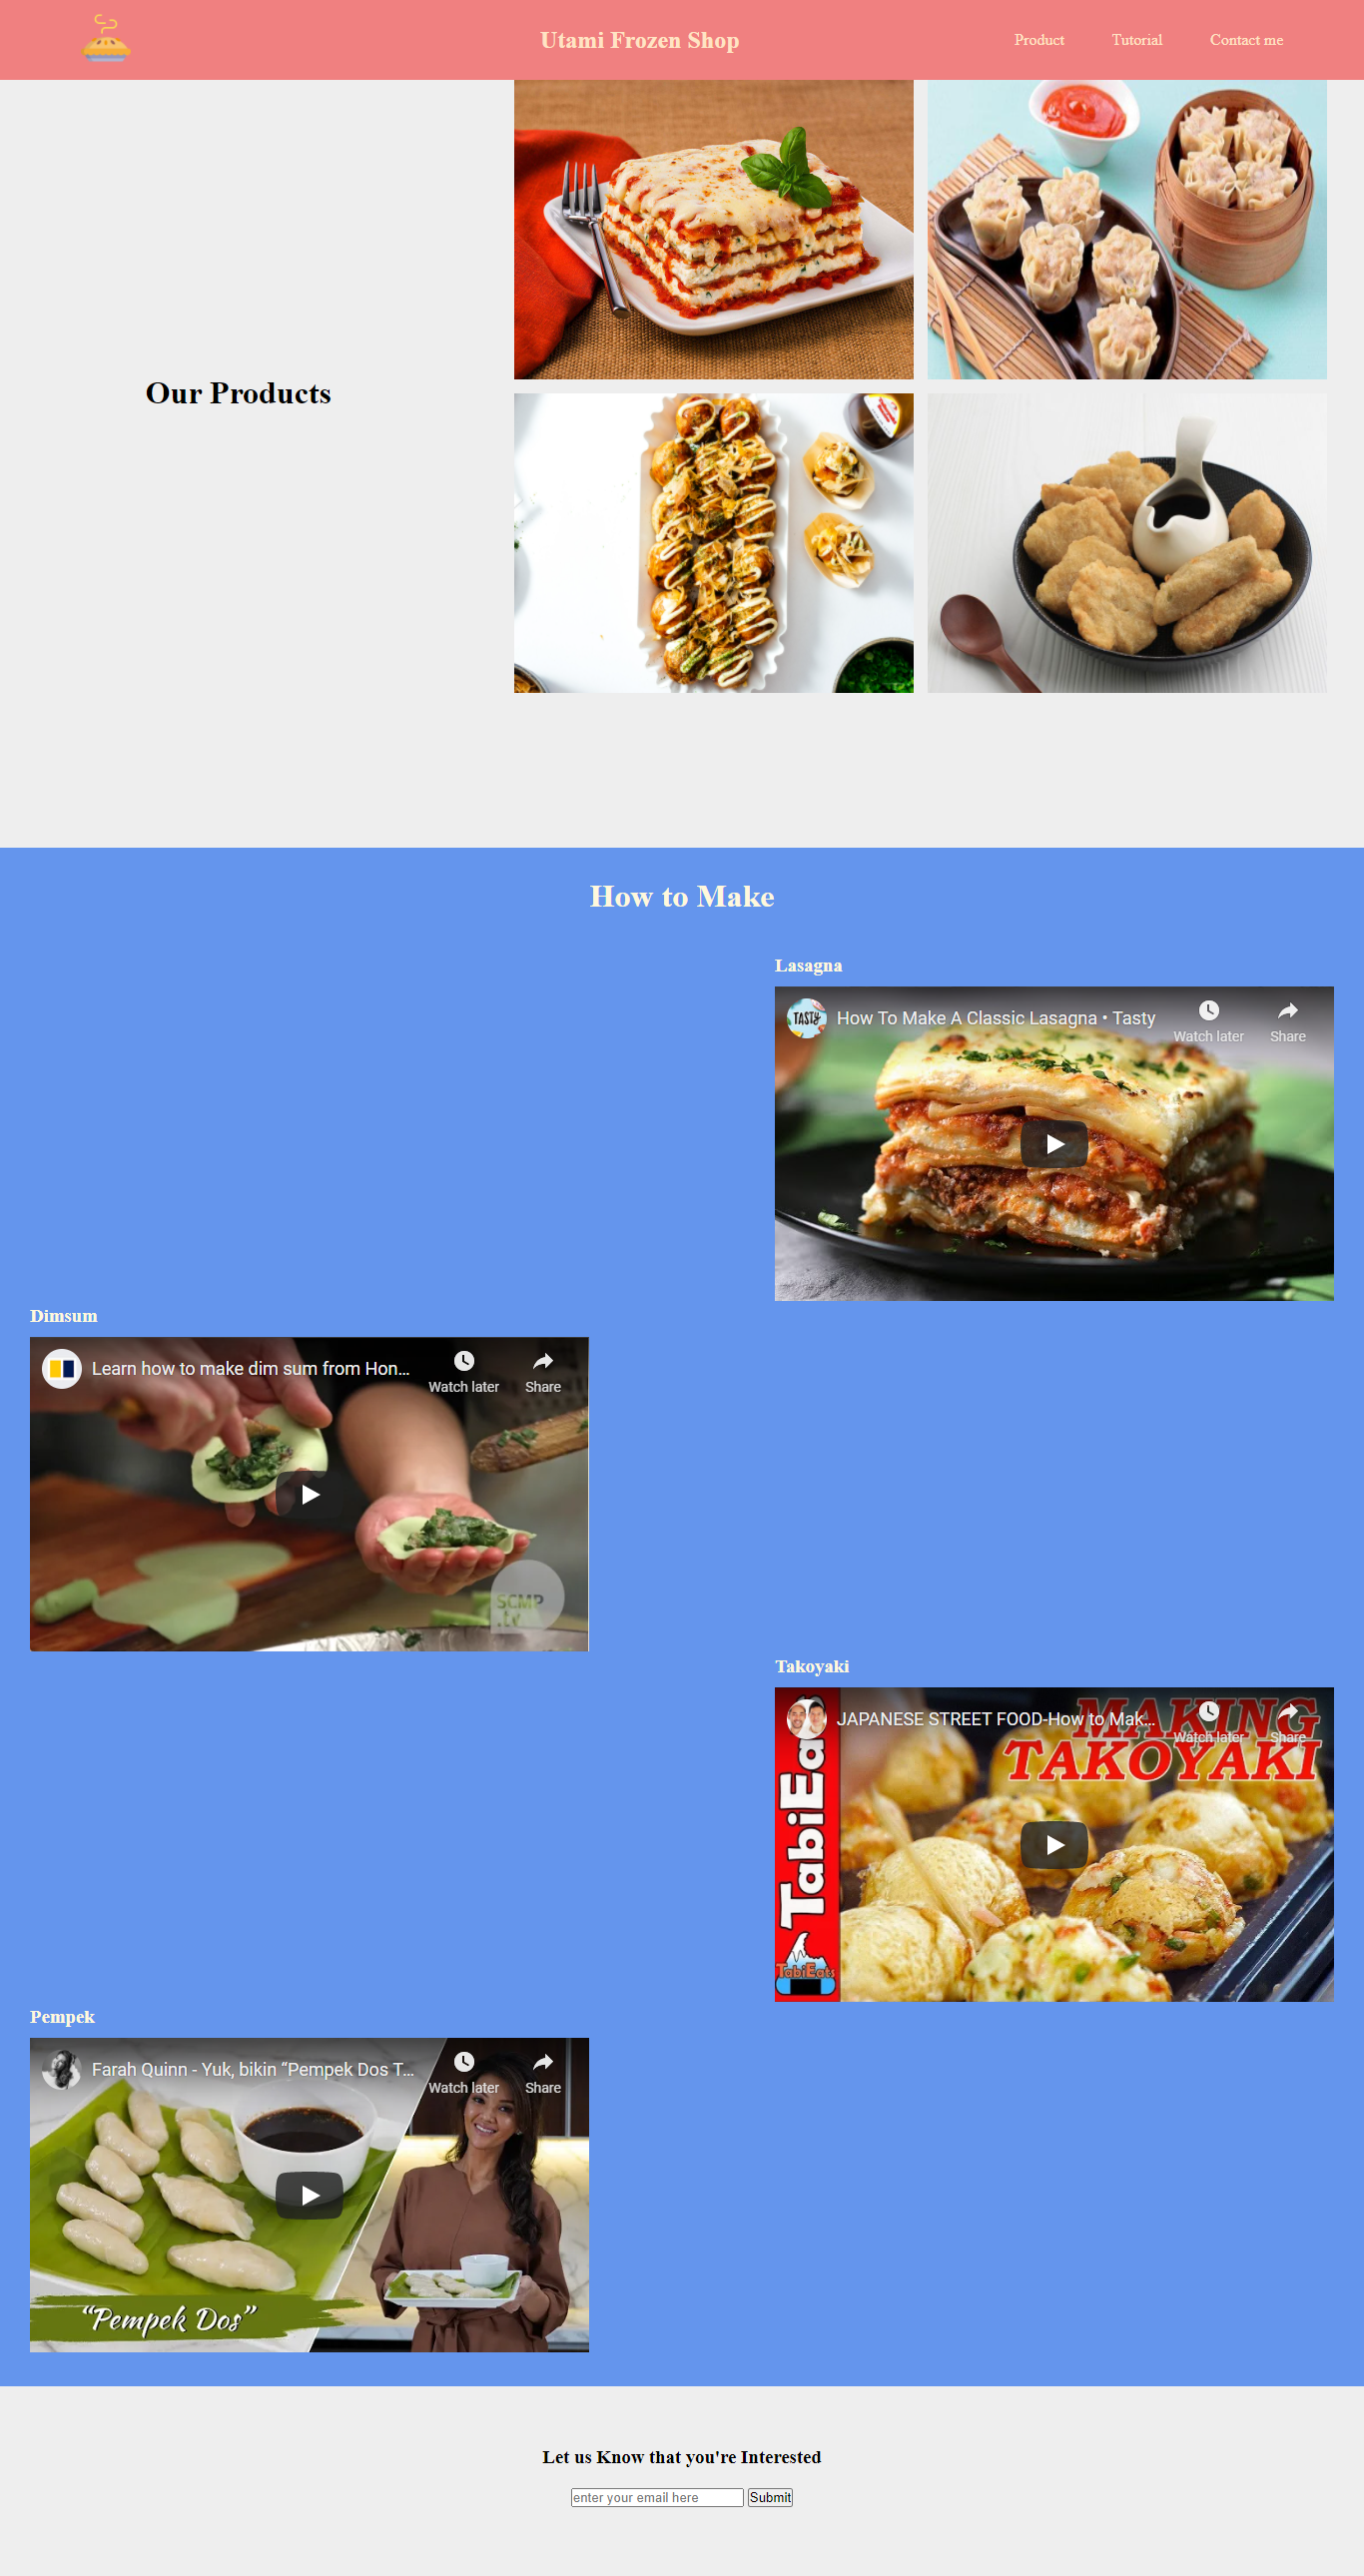 Utami Frozen Shop
Product
Tutorial
Contact me
Our Products
How to Make
Lasagna
TASTY
How To Make A Classic Lasagna • Tasty
Watch later
Share
Dimsum
Learn how to make dim sum from Hon...
Watch later
Share
SCMP
.tv
Takoyaki
JAPANESE STREET FOOD-How to Mak...
Watch later
Share
MAKING
TAKOYAKI
TabiEa
TabiEats
Pempek
Farah Quinn - Yuk, bikin “Pempek Dos T...
Watch later
Share
“Pempek Dos”
Let us Know that you're Interested
enter your email here
Submit